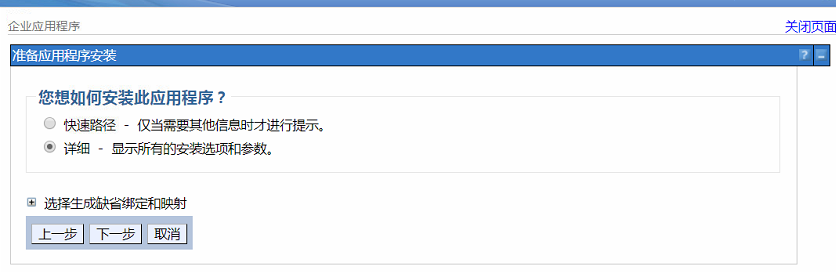 企业应用程序
关闭页面
准备应用程序安装
您想如何安装此应用程序？
快速路径 - 仅当需要其他信息时才进行提示。
详细 - 显示所有的安装选项和参数。
选择生成缺省绑定和映射
上一步 下一步 取消